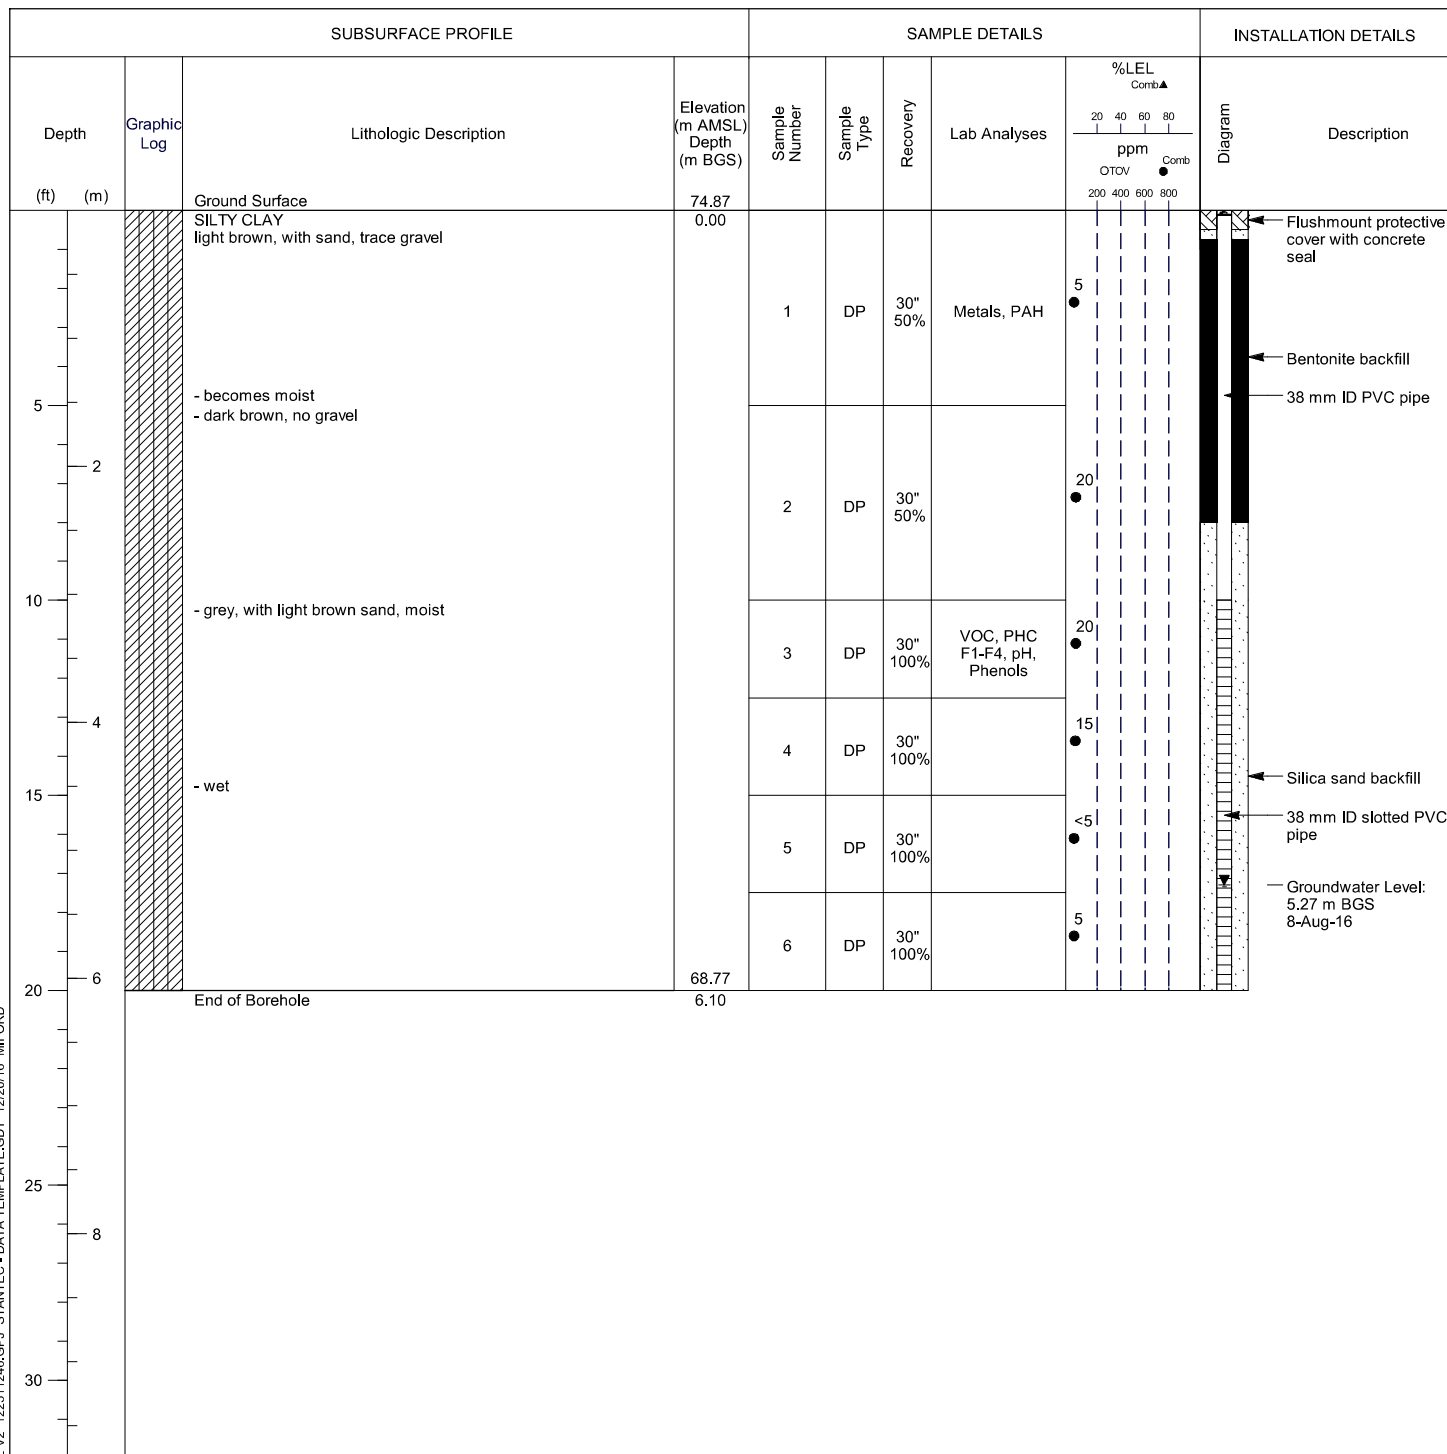 SUBSURFACE PROFILE
SAMPLE DETAILS
INSTALLATION DETAILS
Depth
(ft)
(m)
Graphic
Log
Lithologic Description
Elevation
(m AMSL)
Depth
(m BGS)
Sample
Number
Sample
Type
Recovery
Lab Analyses
%LEL
Comb▲
20 40 60 80
ppm
○TOV ● Comb
200 400 600 800
Diagram
Description
Ground Surface
74.87
SILTY CLAY
0.00
light brown, with sand, trace gravel
Flushmount protective
cover with concrete
seal
1
DP
30"
50%
Metals, PAH
5
Bentonite backfill
- becomes moist
38 mm ID PVC pipe
5
- dark brown, no gravel
2
2
DP
30"
50%
20
10
- grey, with light brown sand, moist
3
DP
30"
100%
VOC, PHC
F1-F4, pH,
Phenols
20
4
4
DP
30"
100%
15
- wet
15
Silica sand backfill
5
DP
30"
100%
<5
38 mm ID slotted PVC
pipe
Groundwater Level:
5.27 m BGS
8-Aug-16
6
DP
30"
100%
5
6
68.77
20
End of Borehole
6.10
25
8
30